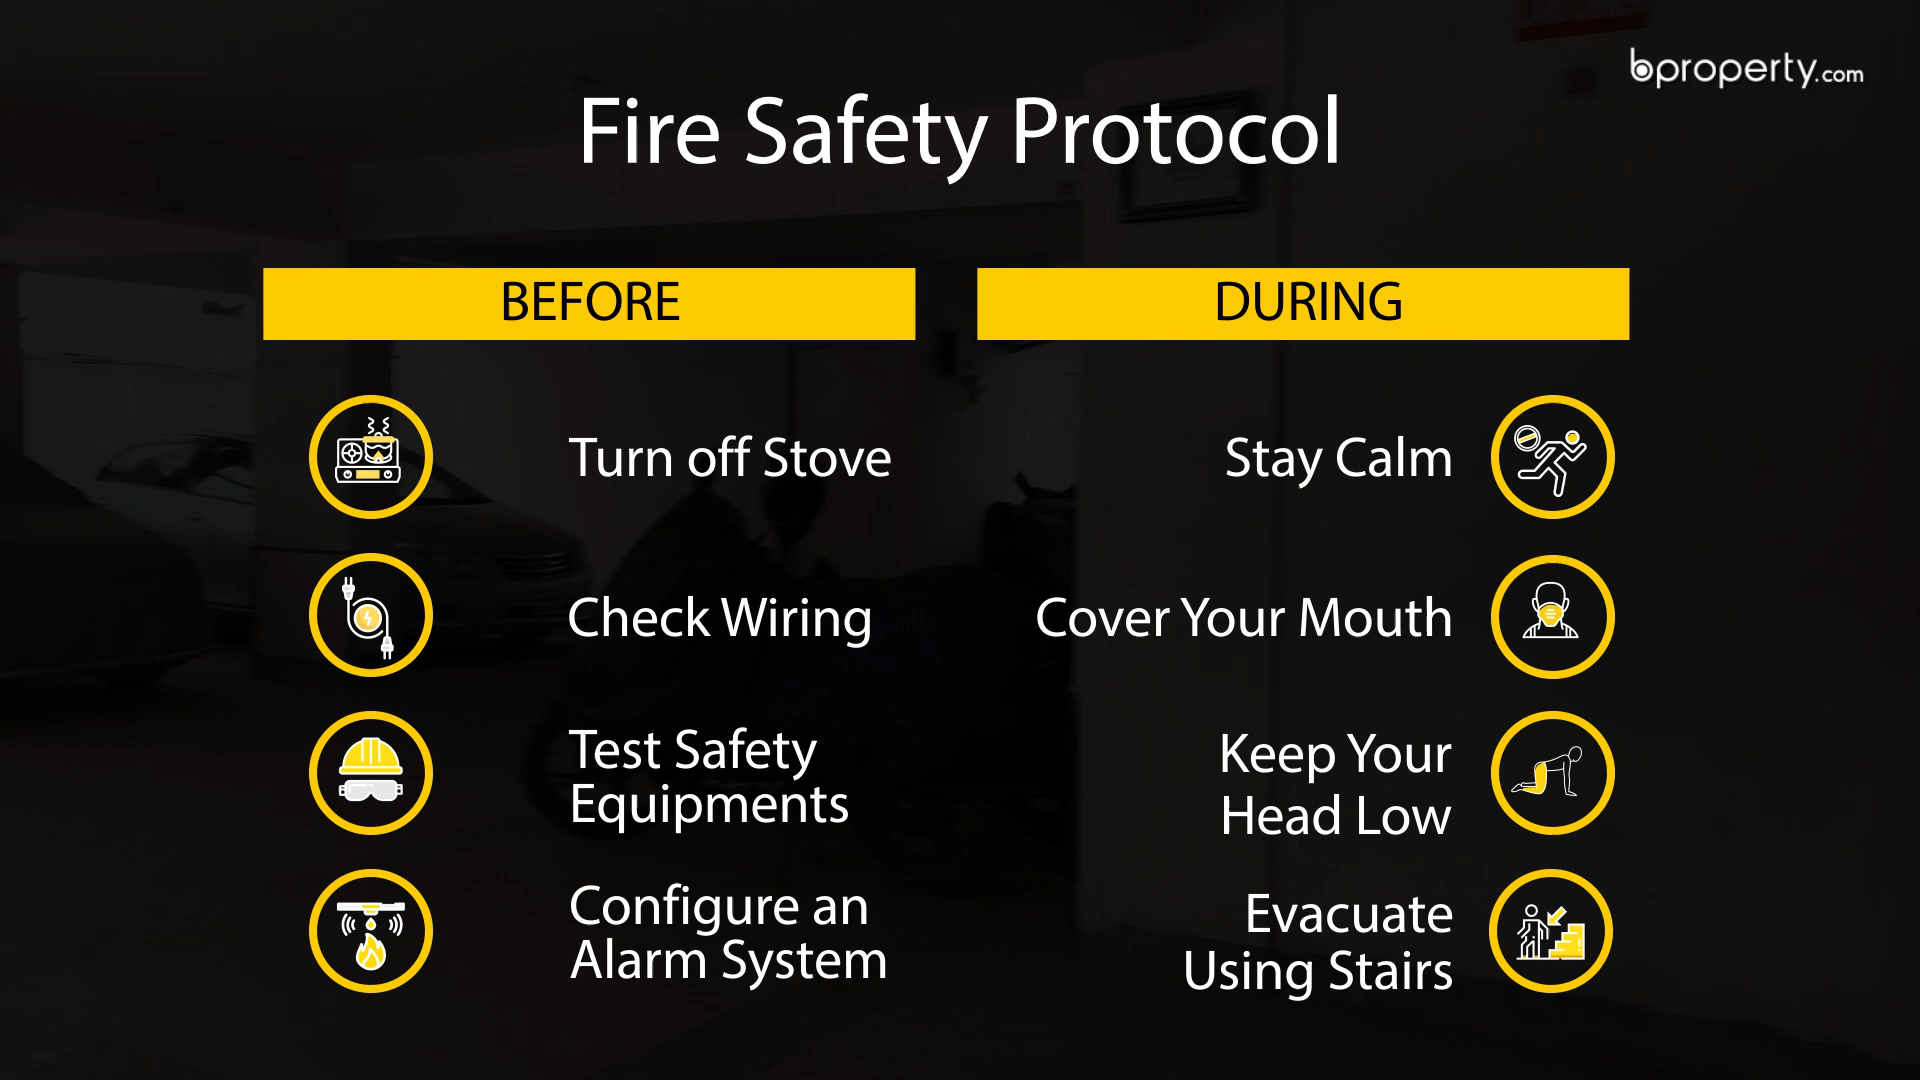 bproperty.com
Fire Safety Protocol
BEFORE
Turn off Stove
Check Wiring
Test Safety
Equipments
Configure an
Alarm System
DURING
Stay Calm
Cover Your Mouth
Keep Your
Head Low
Evacuate
Using Stairs